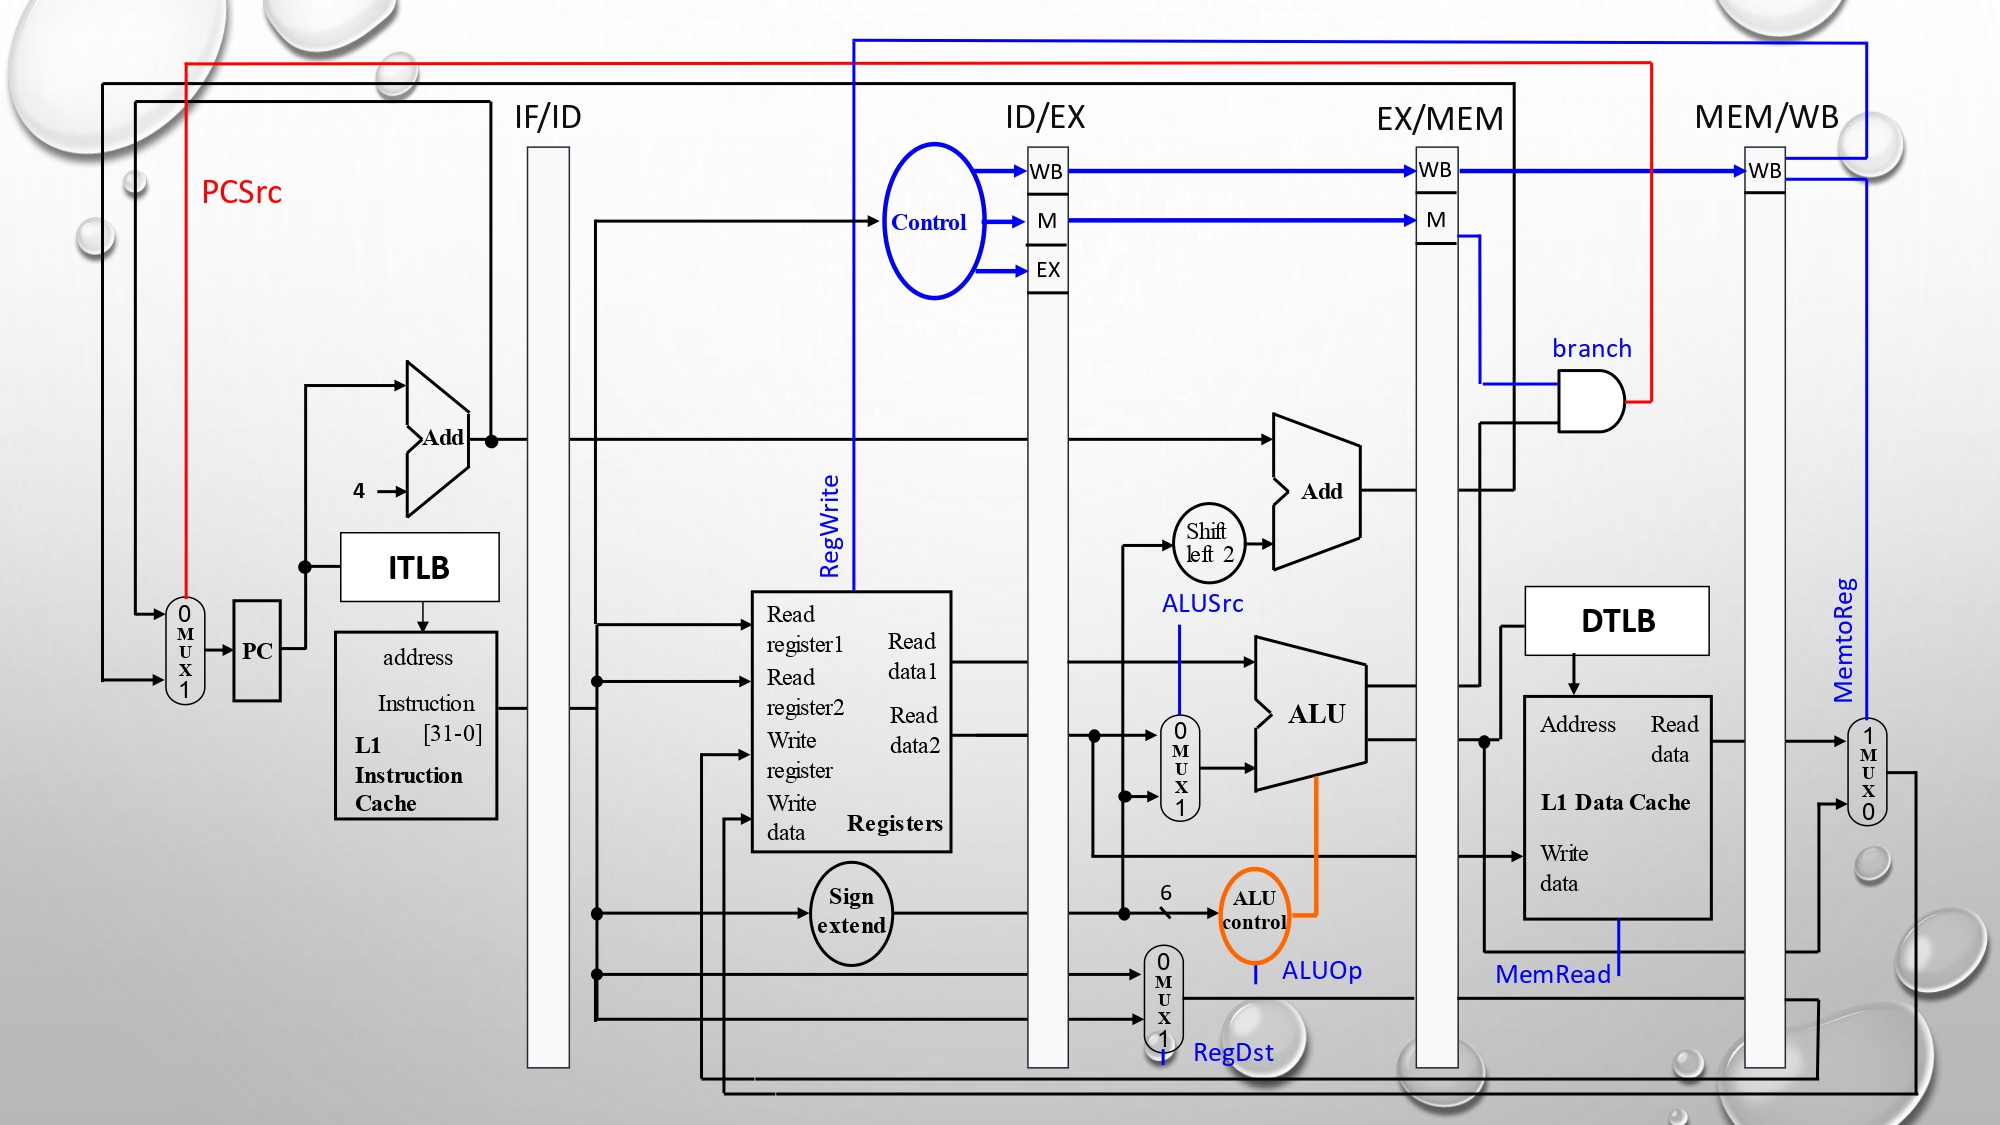 IF/ID
ID/EX
EX/MEM
MEM/WB
PCSrc
WB
WB
WB
Control
M
M
EX
branch
Add
4
Add
RegWrite
Shift
left 2
ITLB
ALUSrc
DTLB
MemtoReg
0
M
U
X
1
PC
address
Instruction
[31-0]
L1
Instruction
Cache
Read
register1
Read
register2
Write
register
Write
data
Read
data1
Read
data2
Registers
0
M
U
X
1
ALU
Address
Read
data
L1 Data Cache
Write
data
1
M
U
X
0
Sign
extend
6
ALU
control
ALUOp
MemRead
0
M
U
X
1
RegDst